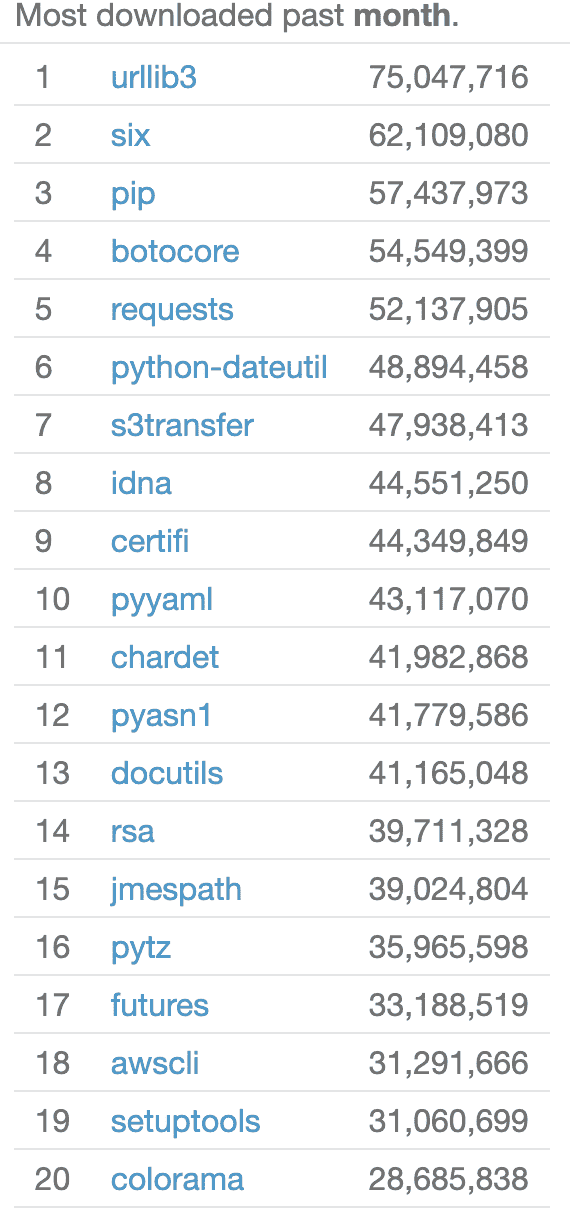 Most downloaded past month.
1 urllib3 75,047,716
2 six 62,109,080
3 pip 57,437,973
4 botocore 54,549,399
5 requests 52,137,905
6 python-dateutil 48,894,458
7 s3transfer 47,938,413
8 idna 44,551,250
9 certifi 44,349,849
10 pyyaml 43,117,070
11 chardet 41,982,868
12 pyasn1 41,779,586
13 docutils 41,165,048
14 rsa 39,711,328
15 jmespath 39,024,804
16 pytz 35,965,598
17 futures 33,188,519
18 awscli 31,291,666
19 setuptools 31,060,699
20 colorama 28,685,838